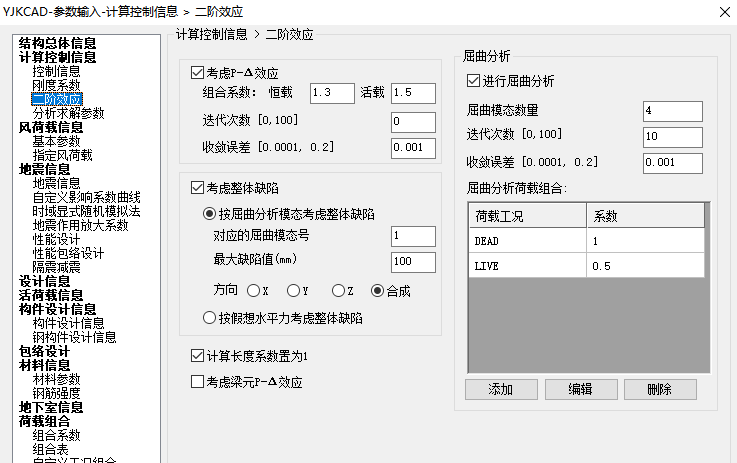 YJKCAD-参数输入-计算控制信息 > 二阶效应
结构总体信息
计算控制信息
控制信息
刚度系数
二阶效应
分析求解参数
风荷载信息
基本参数
指定风荷载
地震信息
地震信息
自定义影响系数曲线
时域显式随机模拟法
地震作用放大系数
性能设计
性能包络设计
隔震减震
设计信息
活荷载信息
构件设计信息
构件设计信息
钢构件设计信息
包络设计
材料信息
材料参数
钢筋强度
地下室信息
荷载组合
组合系数
组合表
自定义工况组合
计算控制信息 > 二阶效应
考虑P-Δ效应
组合系数: 恒载 1.3 活载 1.5
迭代次数 [0,100] 0
收敛误差 [0.0001, 0.2] 0.001
考虑整体缺陷
按屈曲分析模态考虑整体缺陷
对应的屈曲模态号 1
最大缺陷值(mm) 100
方向 X Y Z 合成
按假想水平力考虑整体缺陷
计算长度系数置为1
考虑梁元P-Δ效应
屈曲分析
进行屈曲分析
屈曲模态数量 4
迭代次数 [0,100] 10
收敛误差 [0.0001, 0.2] 0.001
屈曲分析荷载组合:
荷载工况 系数
DEAD 1
LIVE 0.5
添加 编辑 删除